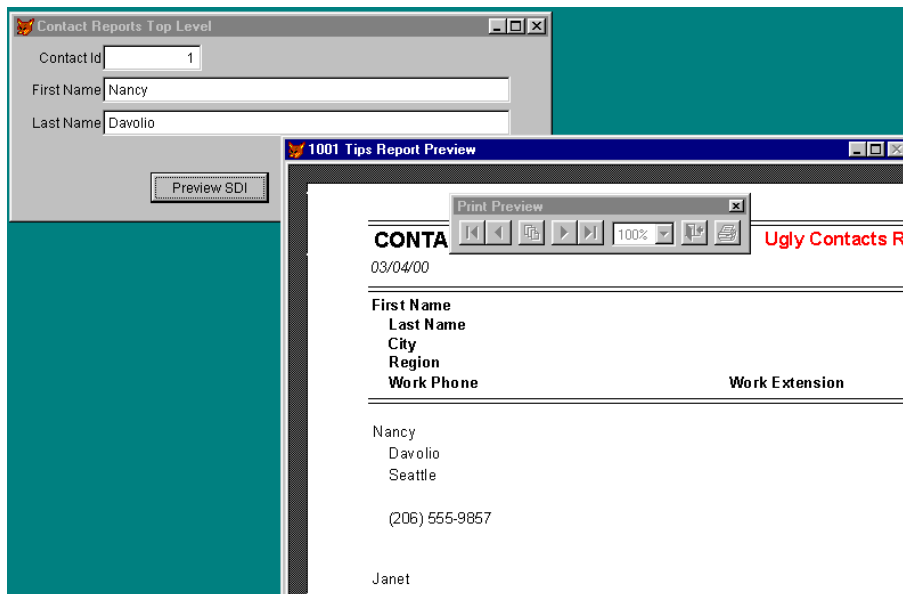 Contact Reports Top Level
Contact Id 1
First Name Nancy
Last Name Davolio
Preview SDI
1001 Tips Report Preview
Print Preview
100%
CONTA
Ugly Contacts R
03/04/00
First Name
Last Name
City
Region
Work Phone Work Extension
Nancy
Davolio
Seattle
(206) 555-9857
Janet